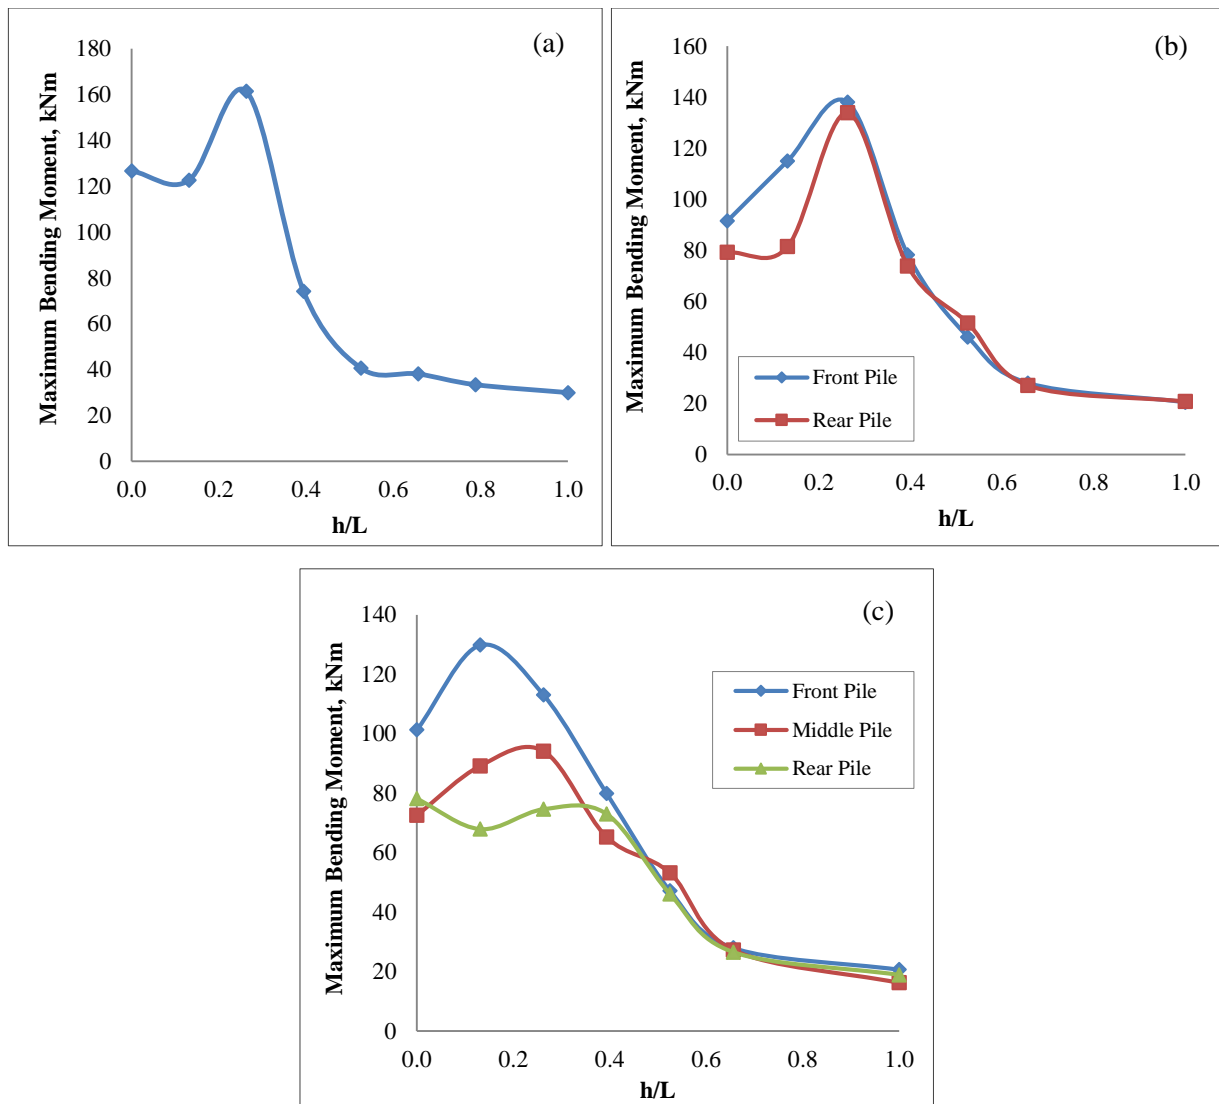 (a)
Maximum Bending Moment, kNm
180
160
140
120
100
80
60
40
20
0
0.0 0.2 0.4 0.6 0.8 1.0
h/L
(b)
Maximum Bending Moment, kNm
160
140
120
100
80
60
40
20
0
Front Pile
Rear Pile
0.0 0.2 0.4 0.6 0.8 1.0
h/L
(c)
Maximum Bending Moment, kNm
140
120
100
80
60
40
20
0
Front Pile
Middle Pile
Rear Pile
0.0 0.2 0.4 0.6 0.8 1.0
h/L